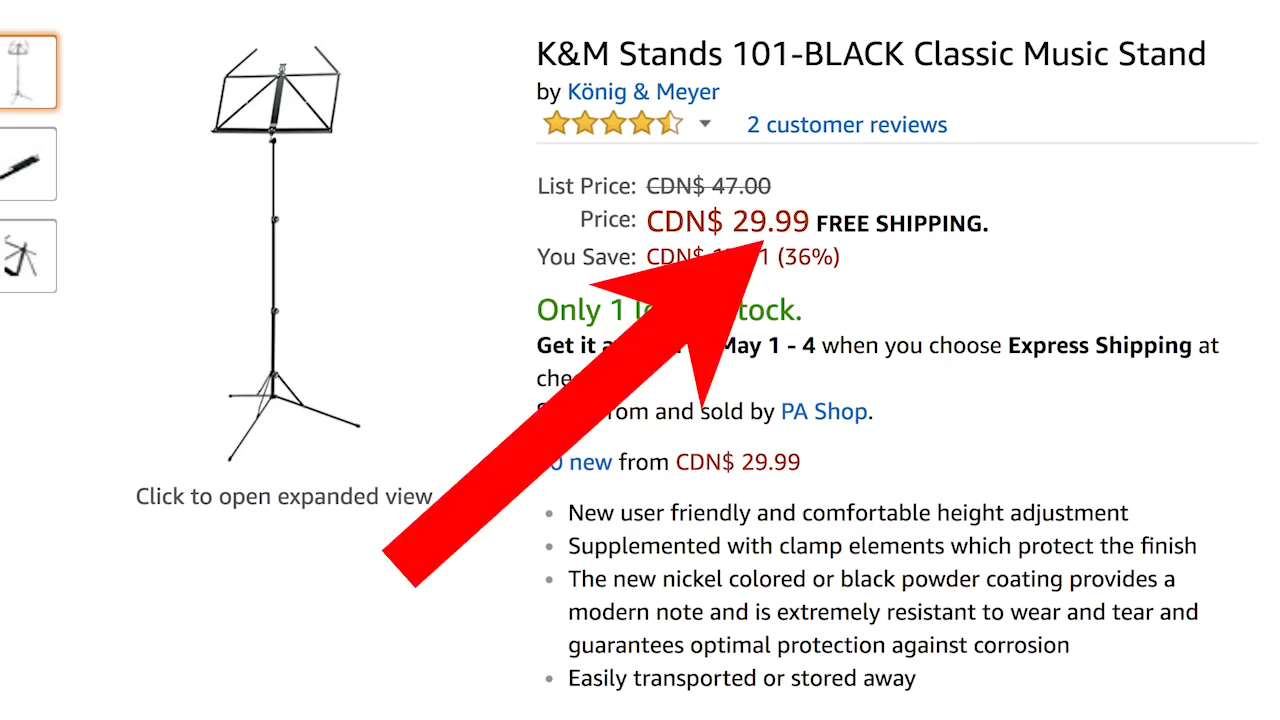 K&M Stands 101-BLACK Classic Music Stand
by König & Meyer
2 customer reviews
List Price: CDN$ 47.00
Price: CDN$ 29.99 FREE SHIPPING.
You Save: CDN$ (36%)
Only 1
Get it May 1 - 4 when you choose Express Shipping at
and sold by PA Shop.
new from CDN$ 29.99
Click to open expanded view
• New user friendly and comfortable height adjustment
• Supplemented with clamp elements which protect the finish
• The new nickel colored or black powder coating provides a
modern note and is extremely resistant to wear and tear and
guarantees optimal protection against corrosion
• Easily transported or stored away